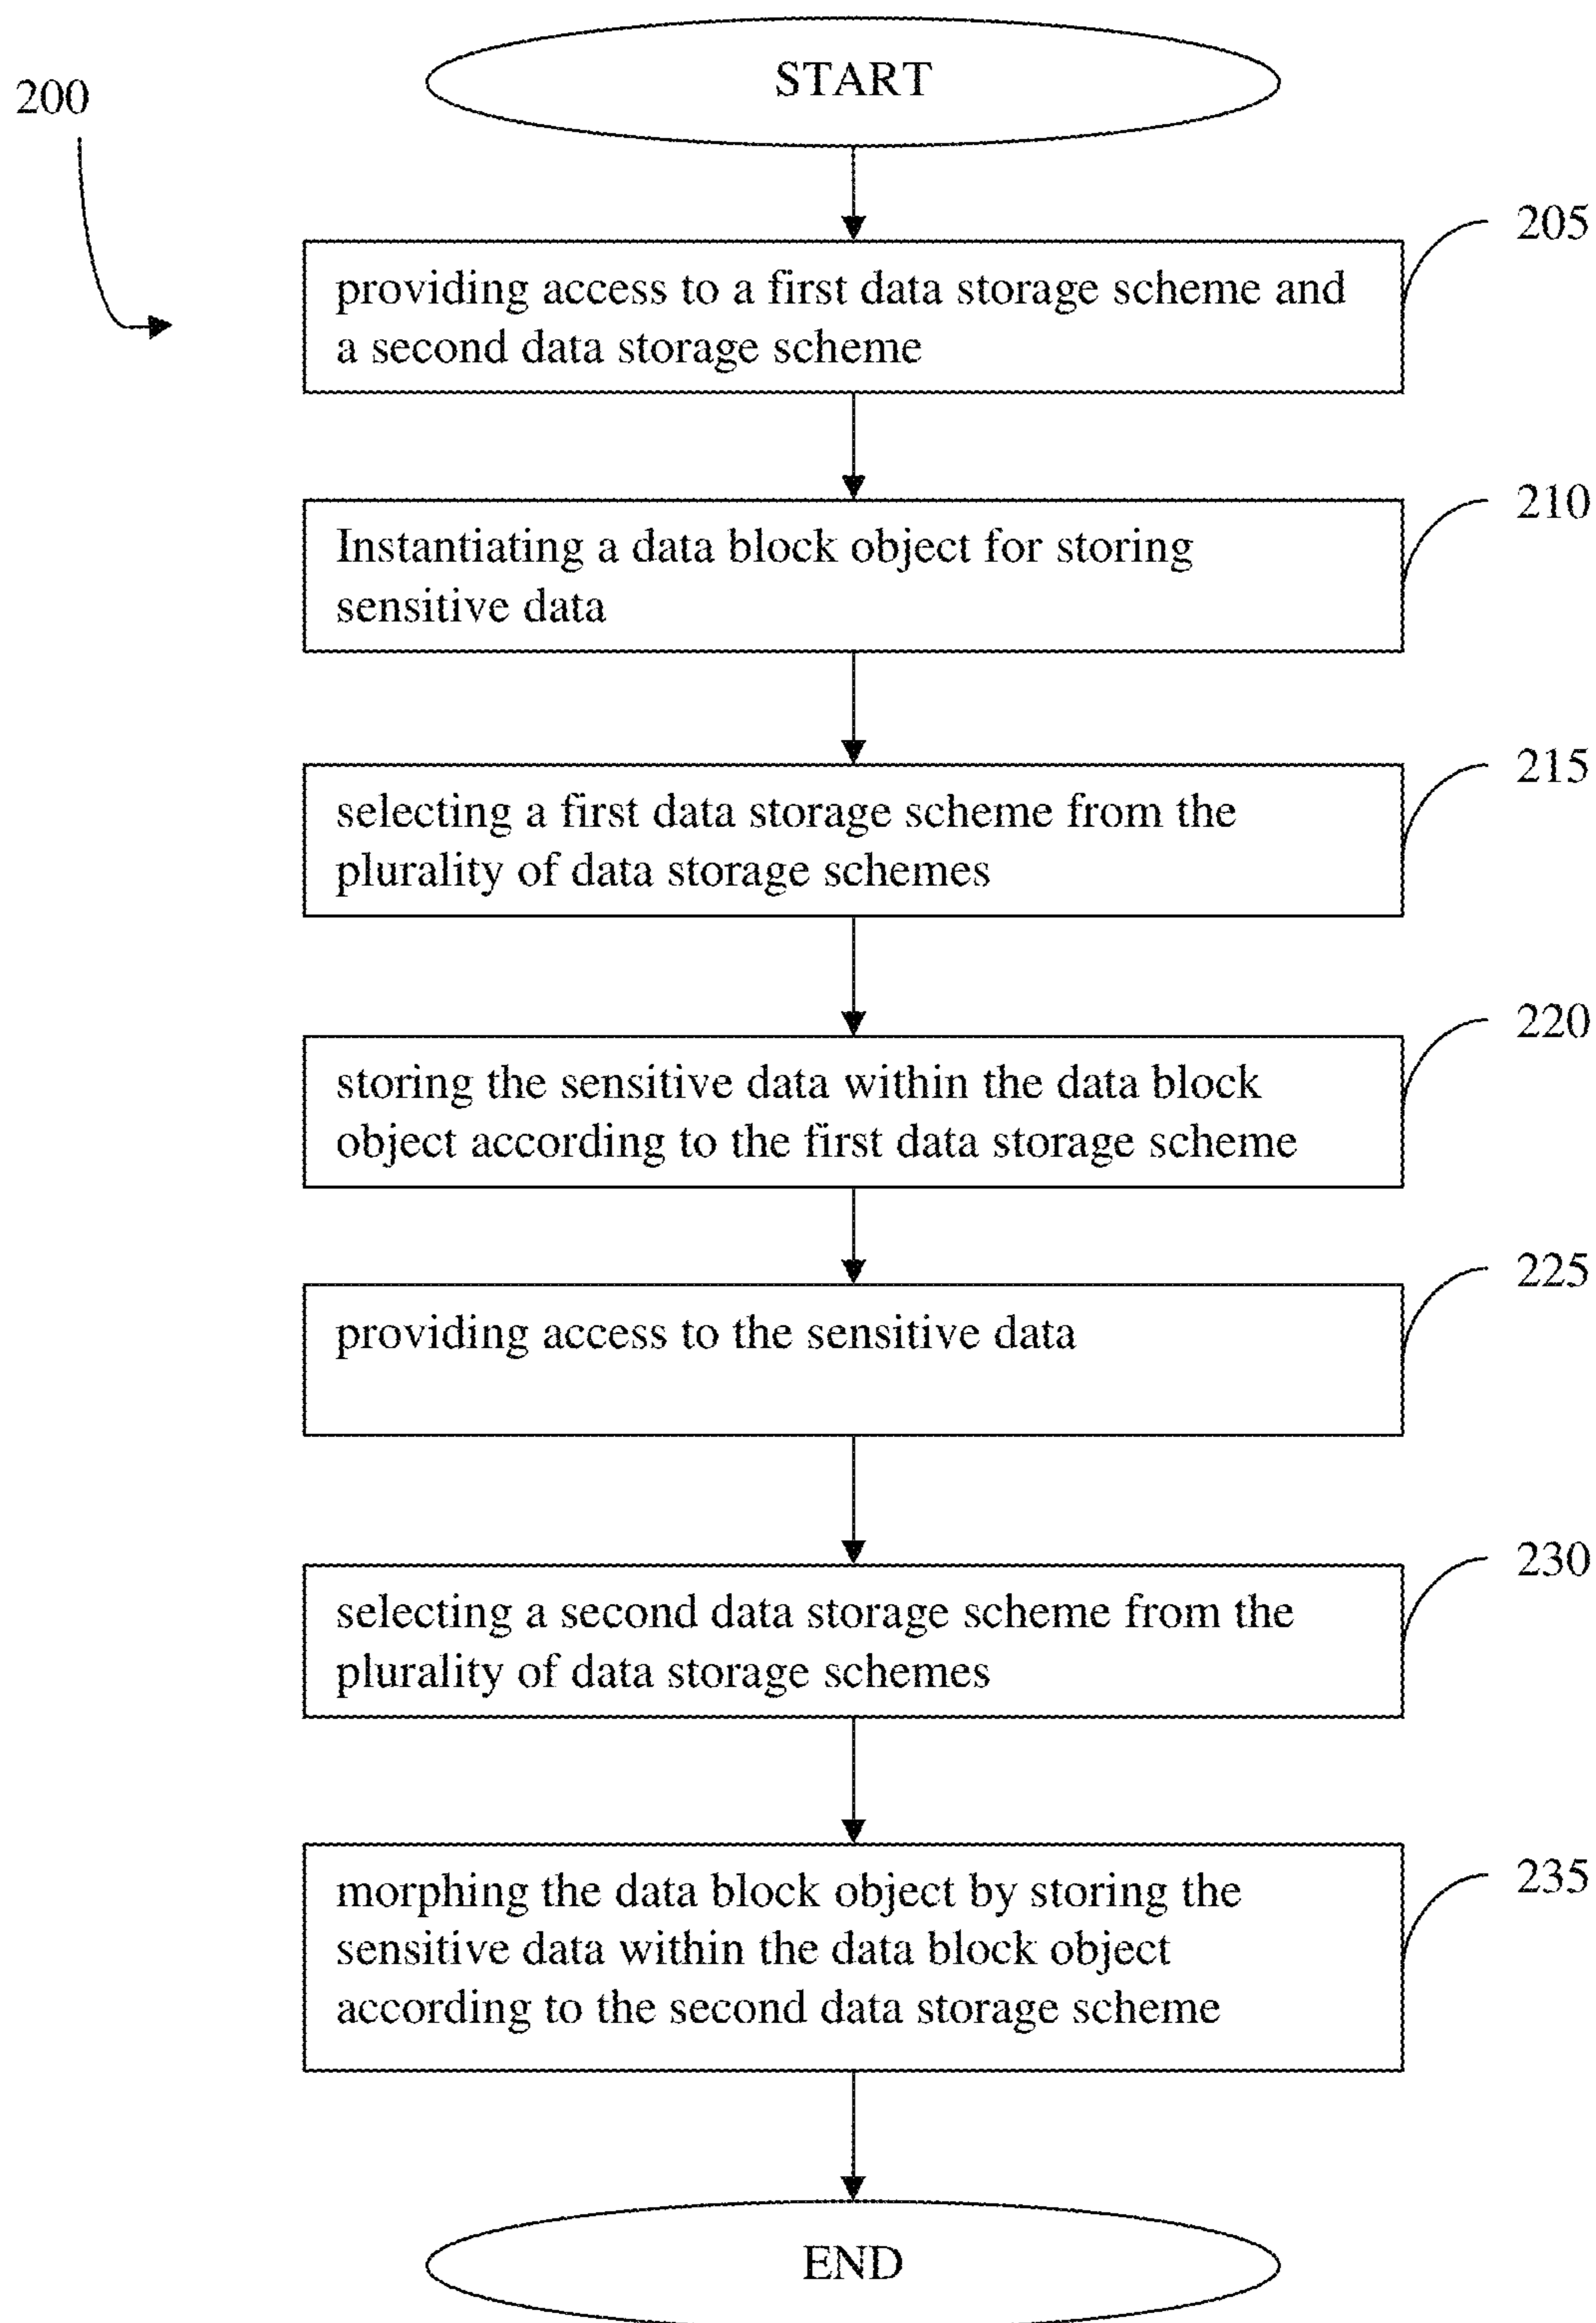 START
200
205
providing access to a first data storage scheme and
a second data storage scheme
210
Instantiating a data block object for storing
sensitive data
215
selecting a first data storage scheme from the
plurality of data storage schemes
220
storing the sensitive data within the data block
object according to the first data storage scheme
225
providing access to the sensitive data
230
selecting a second data storage scheme from the
plurality of data storage schemes
235
morphing the data block object by storing the
sensitive data within the data block object
according to the second data storage scheme
END